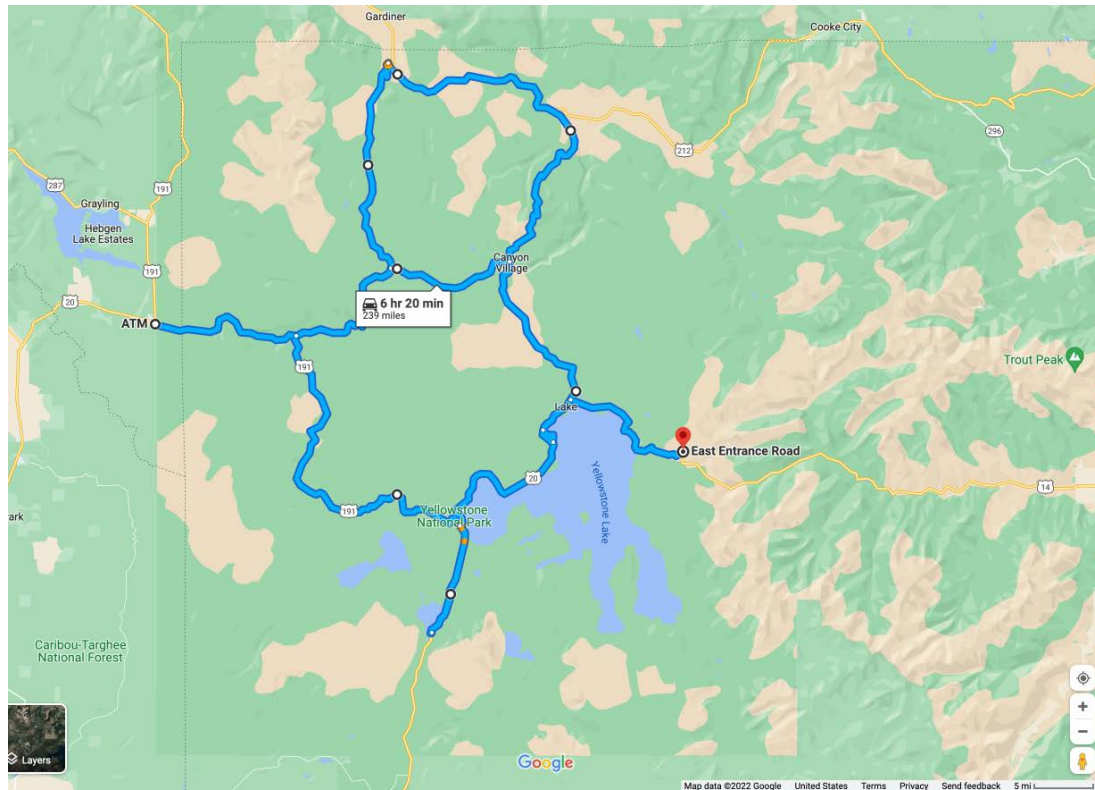 Gardiner
Cooke City
296
212
287
191
Grayling
Hebgen
Lake Estates
191
Canyon
Village
20
ATM
6 hr 20 min
239 miles
191
Trout Peak
Lake
East Entrance Road
Yellowstone Lake
20
14
191
Yellowstone
National Park
ark
Caribou-Targhee
National Forest
Layers
Google
Map data ©2022 Google United States Terms Privacy Send feedback 5 mi